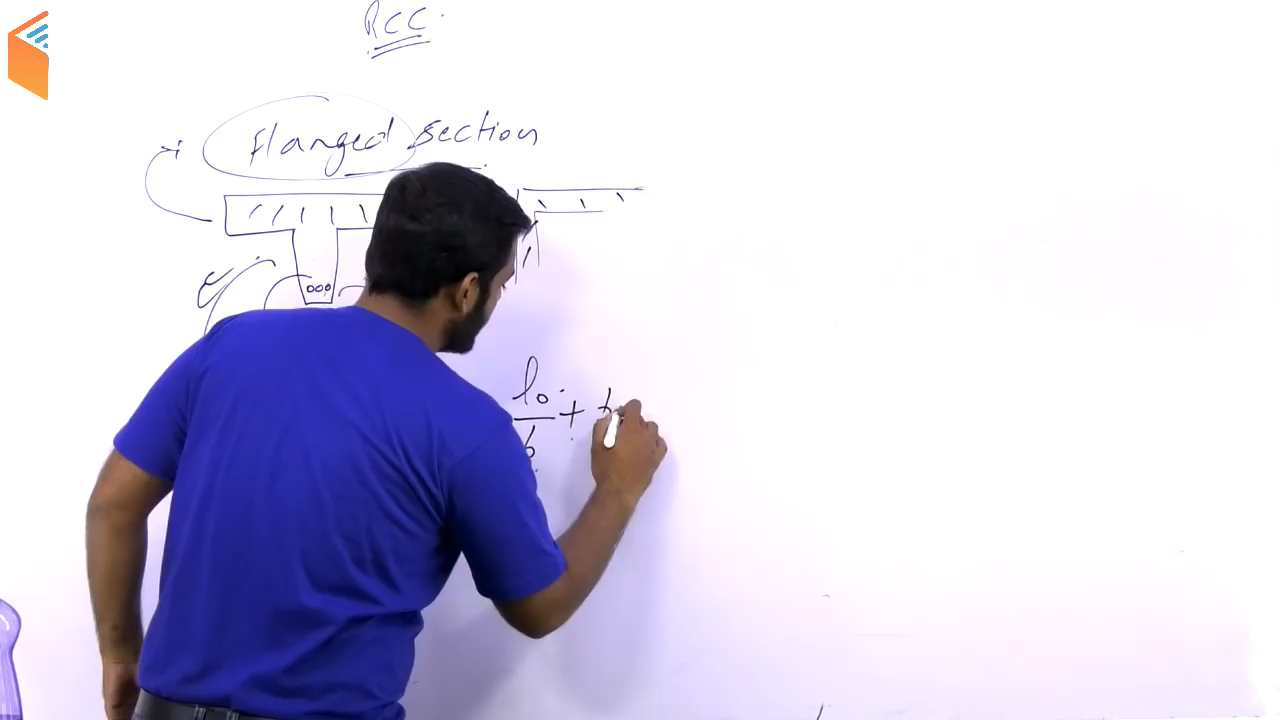 RCC
flanged section
l₀/6 + b